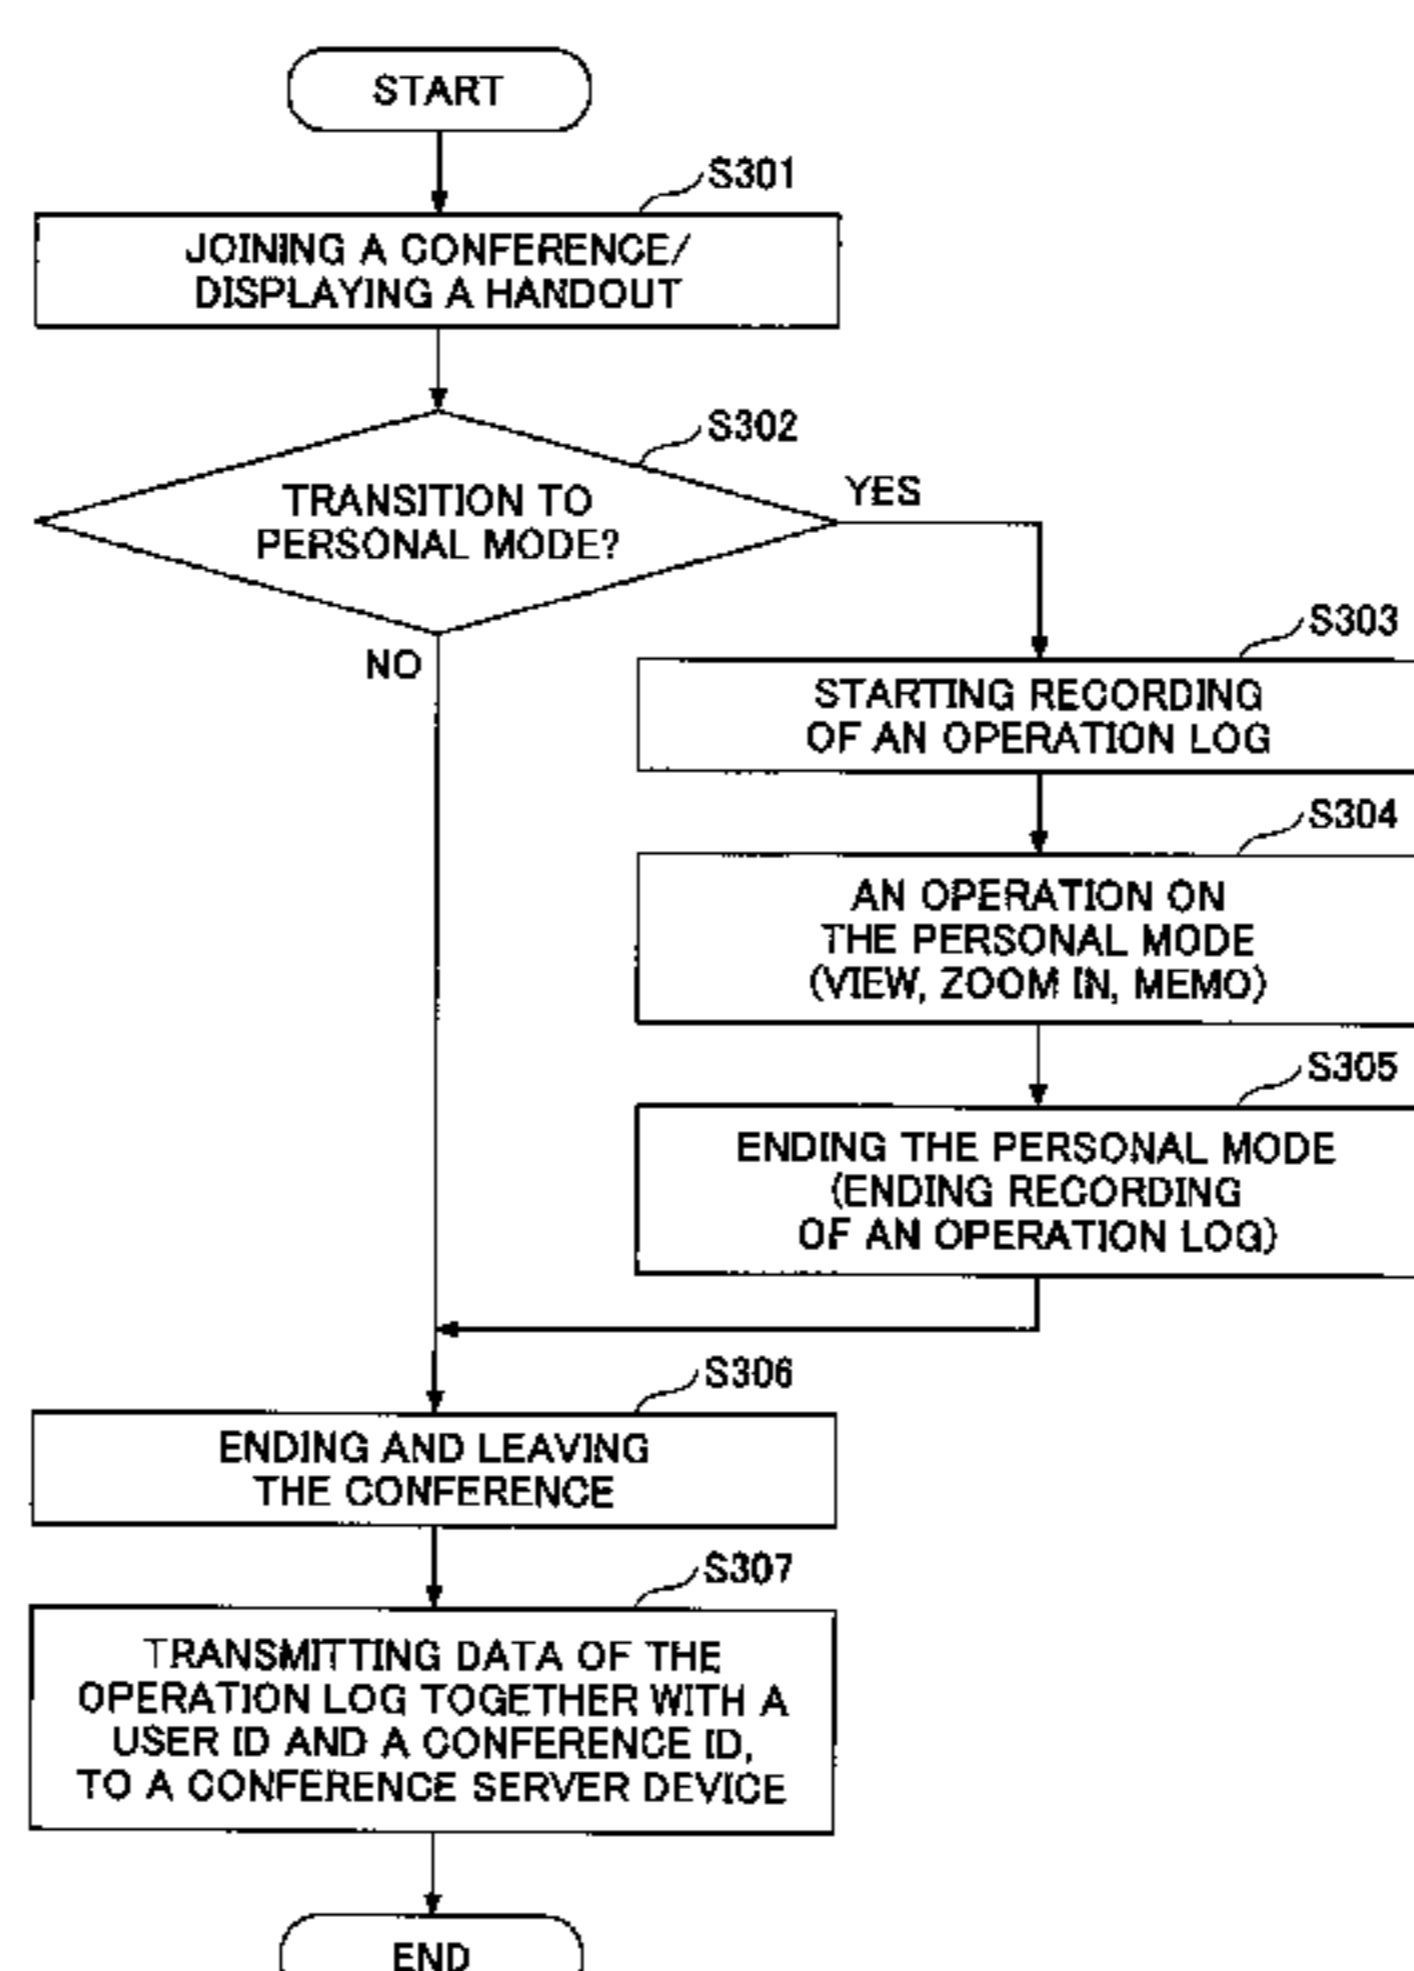 START
S301
JOINING A CONFERENCE/
DISPLAYING A HANDOUT
S302
TRANSITION TO
PERSONAL MODE?
YES
NO
S303
STARTING RECORDING
OF AN OPERATION LOG
S304
AN OPERATION ON
THE PERSONAL MODE
(VIEW, ZOOM IN, MEMO)
S305
ENDING THE PERSONAL MODE
(ENDING RECORDING
OF AN OPERATION LOG)
S306
ENDING AND LEAVING
THE CONFERENCE
S307
TRANSMITTING DATA OF THE
OPERATION LOG TOGETHER WITH A
USER ID AND A CONFERENCE ID,
TO A CONFERENCE SERVER DEVICE
END